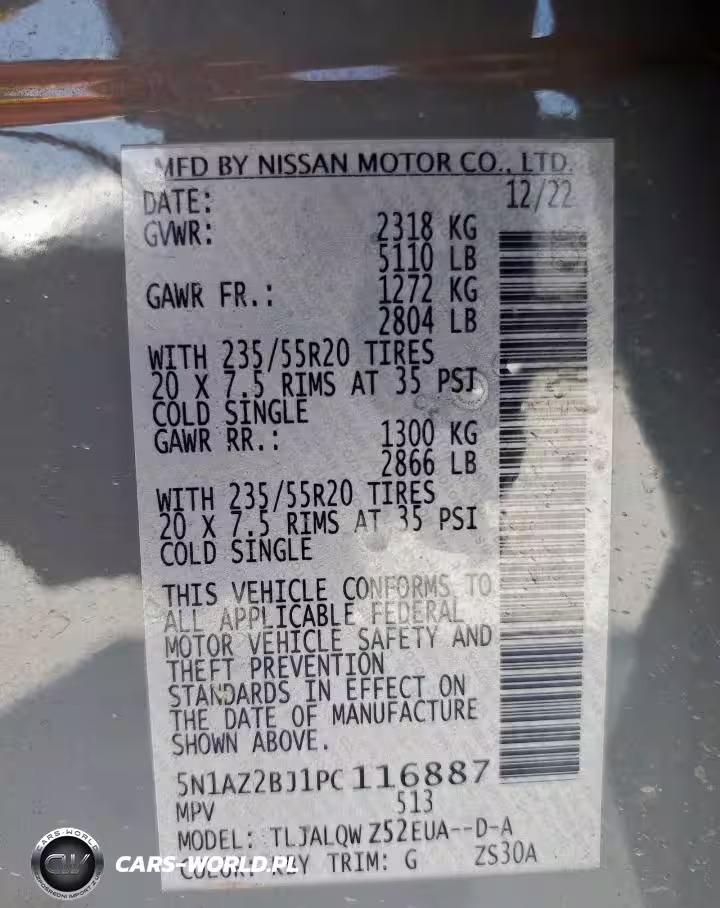 MFD BY NISSAN MOTOR CO., LTD.
DATE: 12/22
GVWR: 2318 KG
5110 LB
GAWR FR.: 1272 KG
2804 LB
WITH 235/55R20 TIRES
20 X 7.5 RIMS AT 35 PSI
COLD SINGLE
GAWR RR.: 1300 KG
2866 LB
WITH 235/55R20 TIRES
20 X 7.5 RIMS AT 35 PSI
COLD SINGLE
THIS VEHICLE CONFORMS TO
ALL APPLICABLE FEDERAL
MOTOR VEHICLE SAFETY AND
THEFT PREVENTION
STANDARDS IN EFFECT ON
THE DATE OF MANUFACTURE
SHOWN ABOVE.
5N1AZ2BJ1PC116887
MPV 513
MODEL: TLJALQW Z52EUA--D-A
COLOR: TRIM: G ZS30A
CARS-WORLD
CW
CARS-WORLD.PL